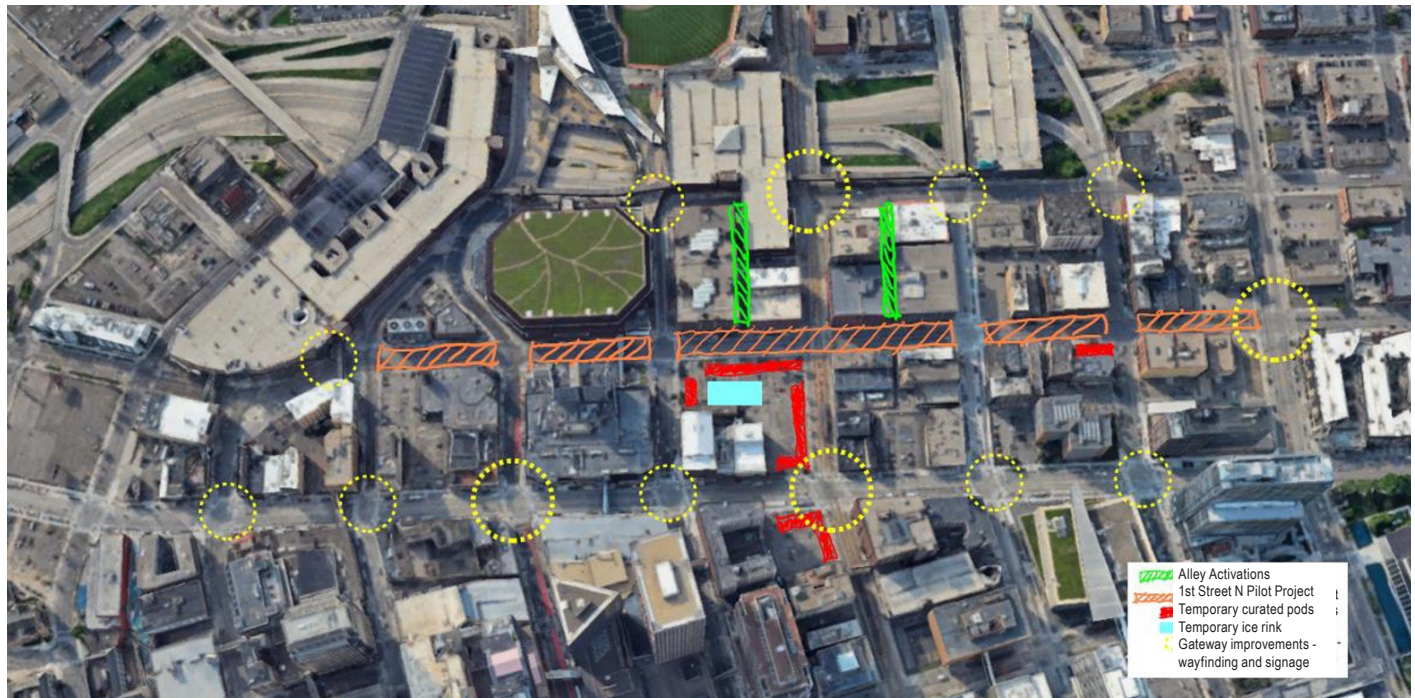 Alley Activations
1st Street N Pilot Project t
Temporary curated pods s
Temporary ice rink
Gateway improvements -
wayfinding and signage